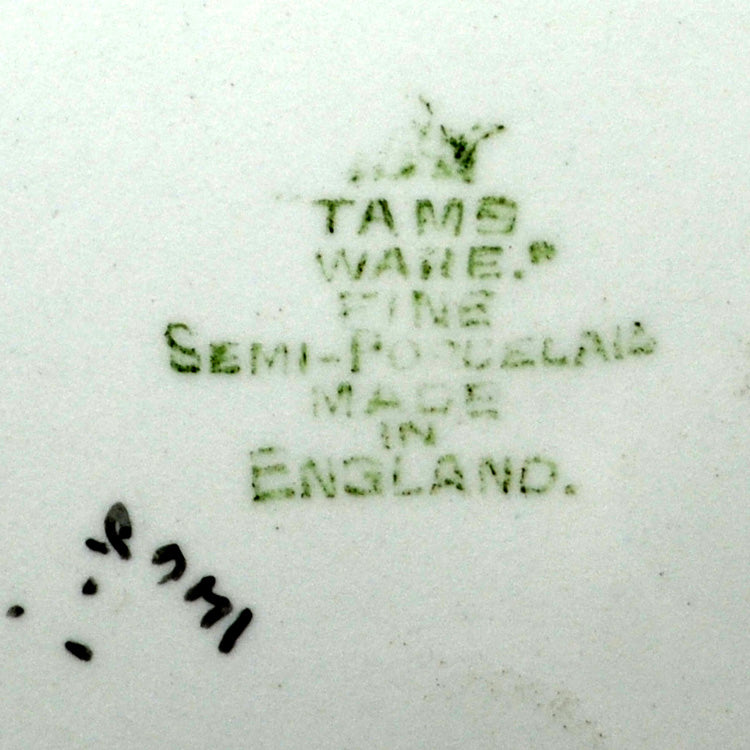 TAMS
WARE."
FINE
SEMI-PORCELAIN
MADE
IN
ENGLAND.